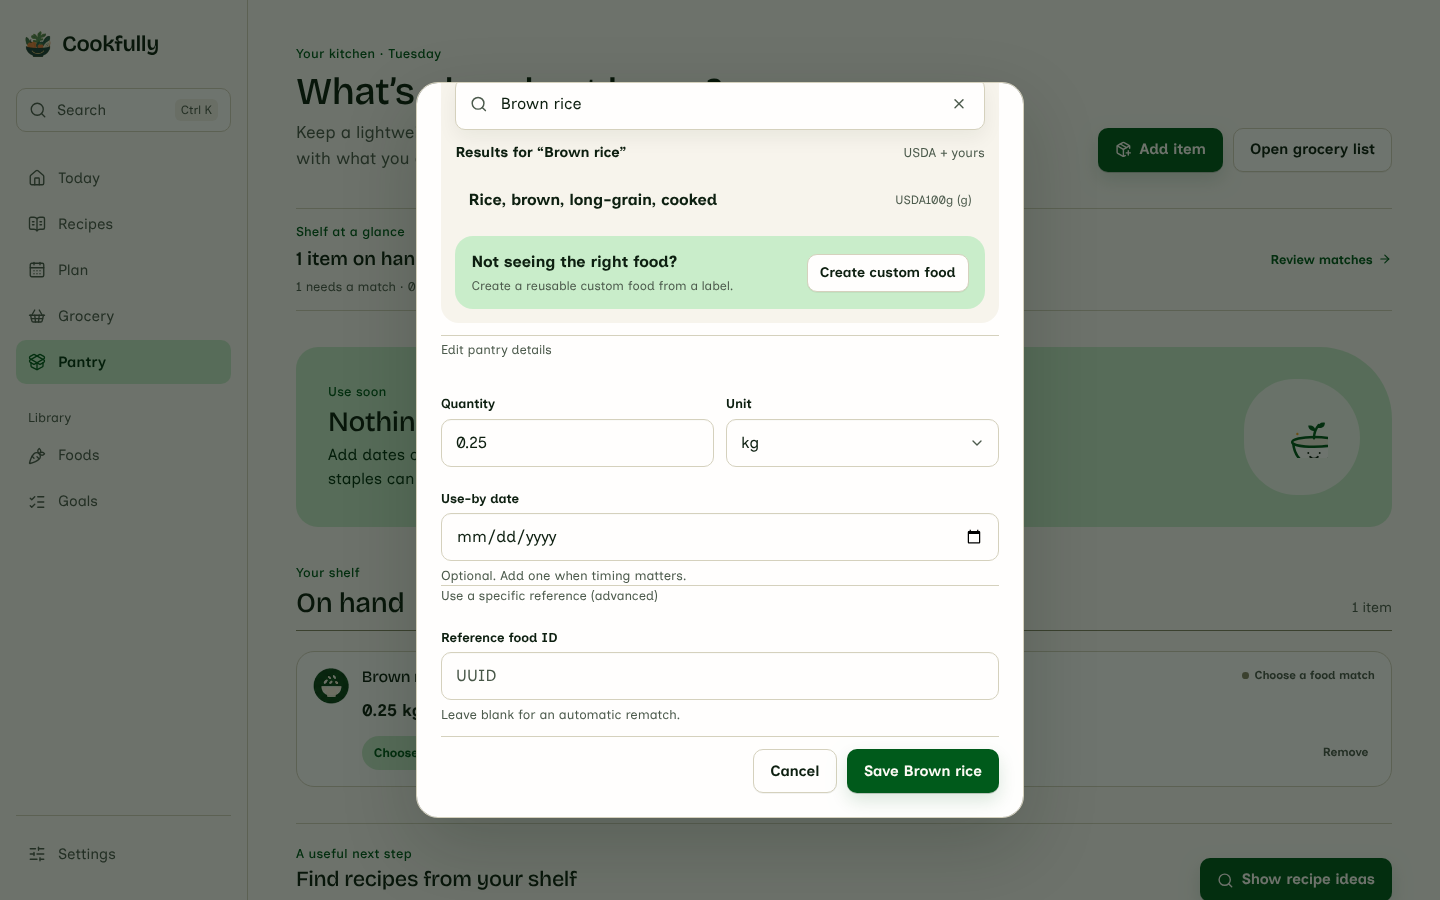 Cookfully
Search
Ctrl K
Today
Recipes
Plan
Grocery
Pantry
Library
Foods
Goals
Settings
Your kitchen · Tuesday
What's
Keep a lightwe
with what you
Add item
Open grocery list
Shelf at a glance
1 item on han
1 needs a match · 0
Review matches
Use soon
Nothin
Add dates
staples can
Your shelf
On hand
1 item
Brown
0.25 kg
Choose
Choose a food match
Remove
A useful next step
Find recipes from your shelf
Show recipe ideas
Brown rice
Results for “Brown rice”
USDA + yours
Rice, brown, long-grain, cooked
USDA100g (g)
Not seeing the right food?
Create a reusable custom food from a label.
Create custom food
Edit pantry details
Quantity
Unit
0.25
kg
Use-by date
mm/dd/yyyy
Optional. Add one when timing matters.
Use a specific reference (advanced)
Reference food ID
UUID
Leave blank for an automatic rematch.
Cancel
Save Brown rice